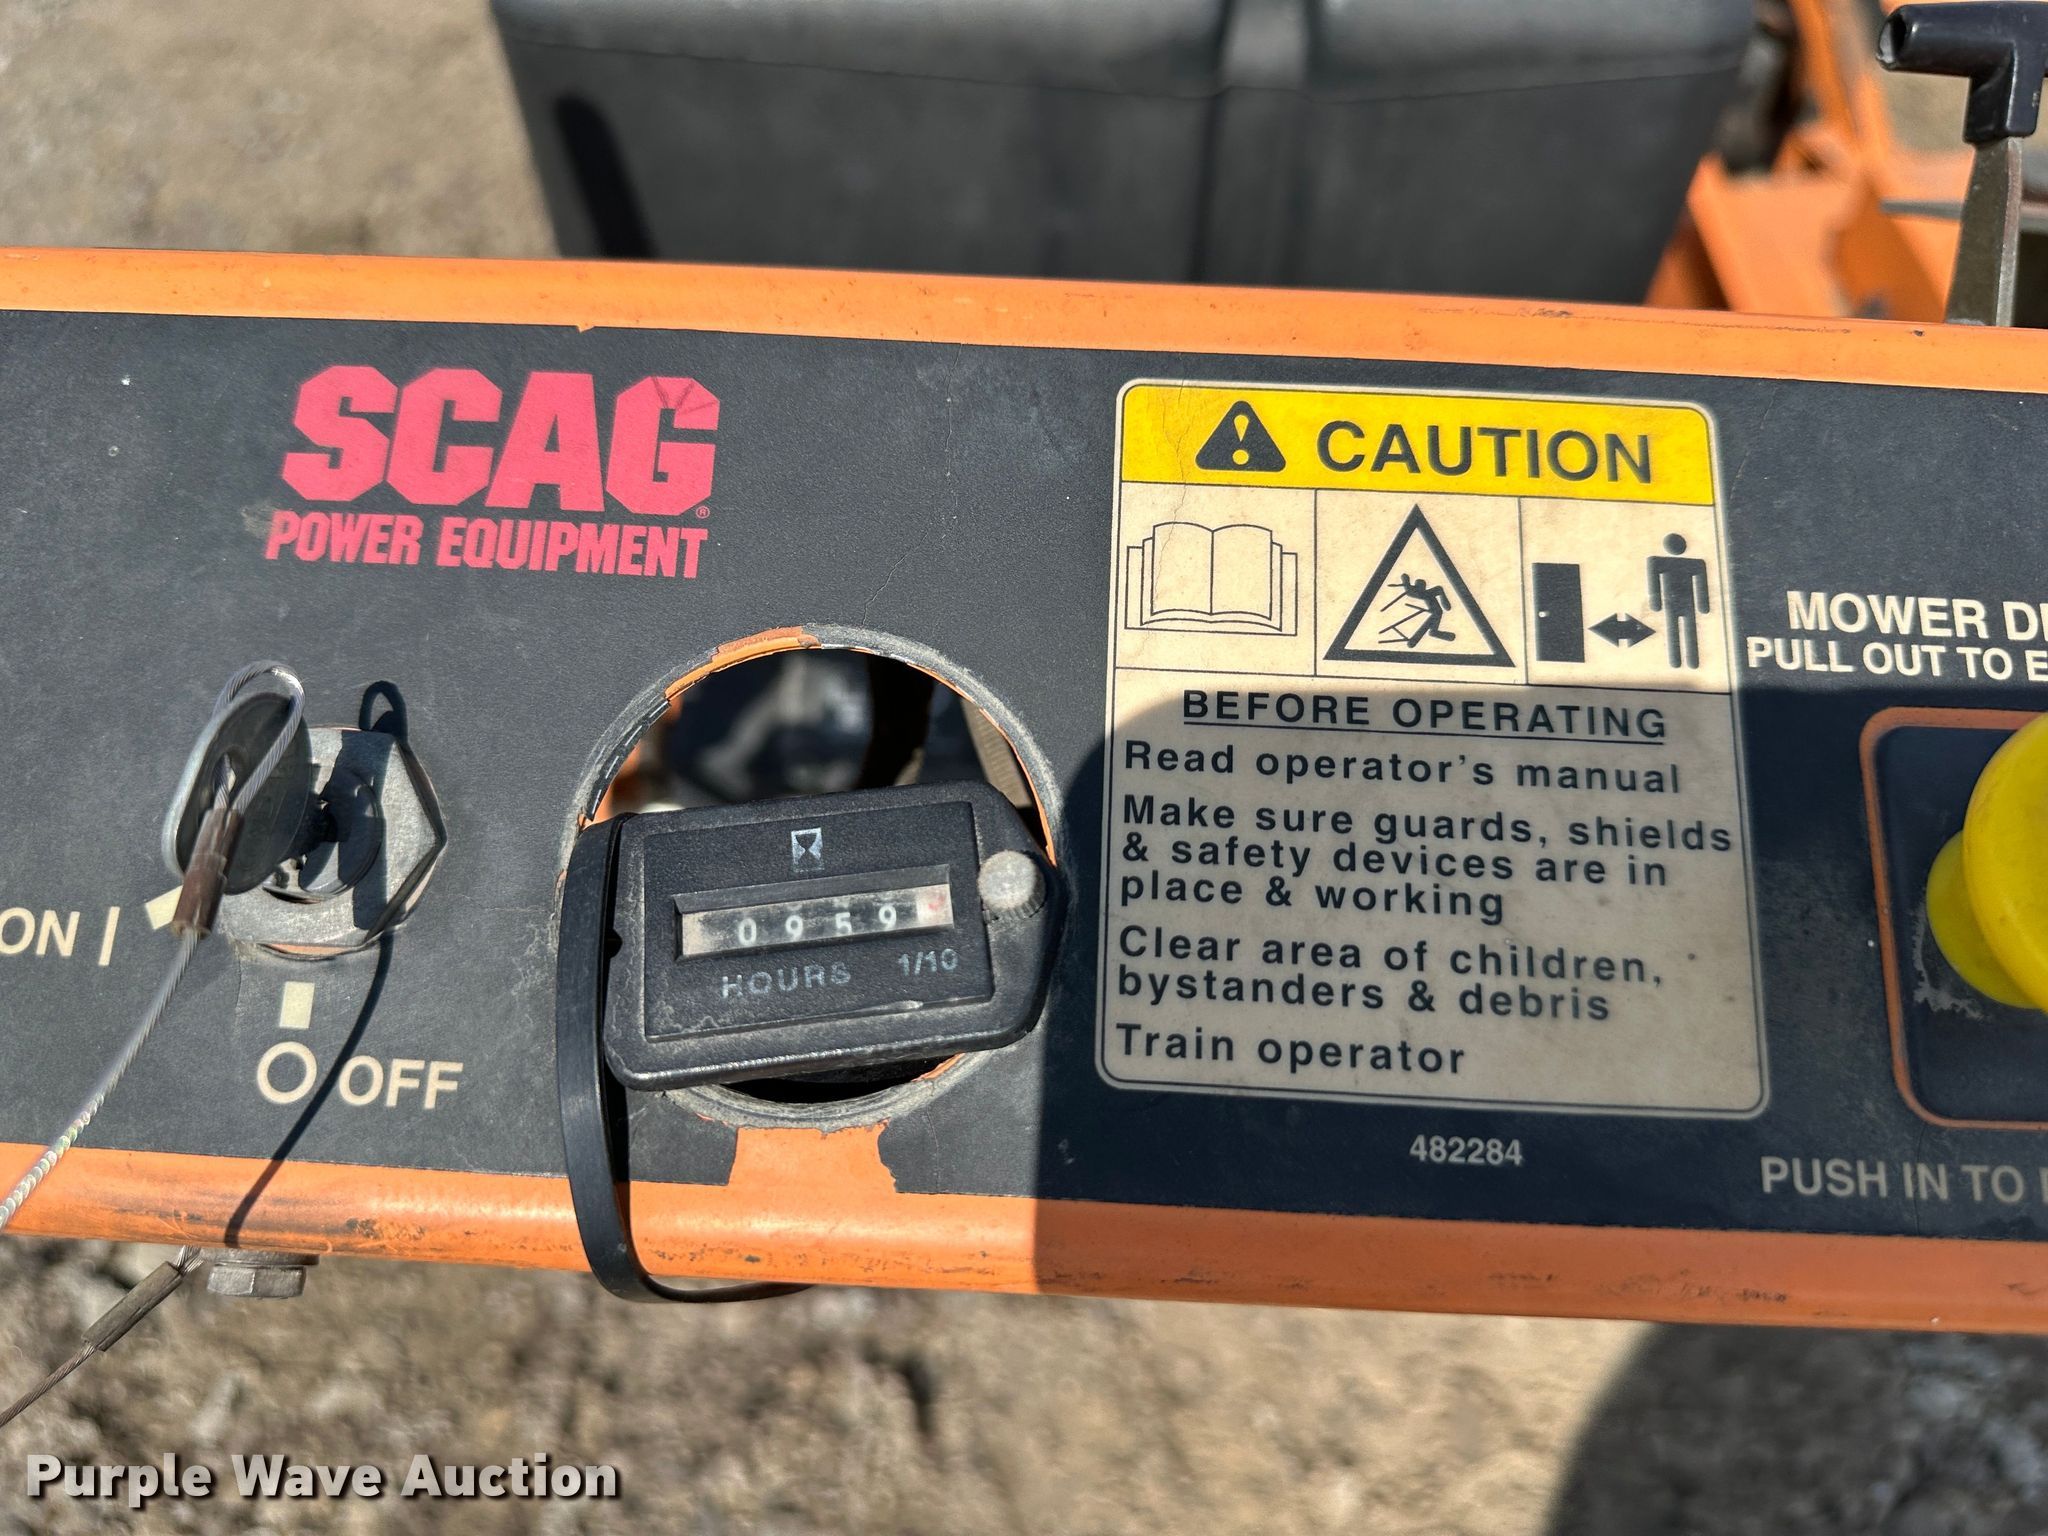 SCAG®
POWER EQUIPMENT
ON |
O OFF
0959
HOURS 1/10
CAUTION
BEFORE OPERATING
Read operator's manual
Make sure guards, shields
& safety devices are in
place & working
Clear area of children,
bystanders & debris
Train operator
482284
MOWER
PULL OUT TO
PUSH IN TO
Purple Wave Auction